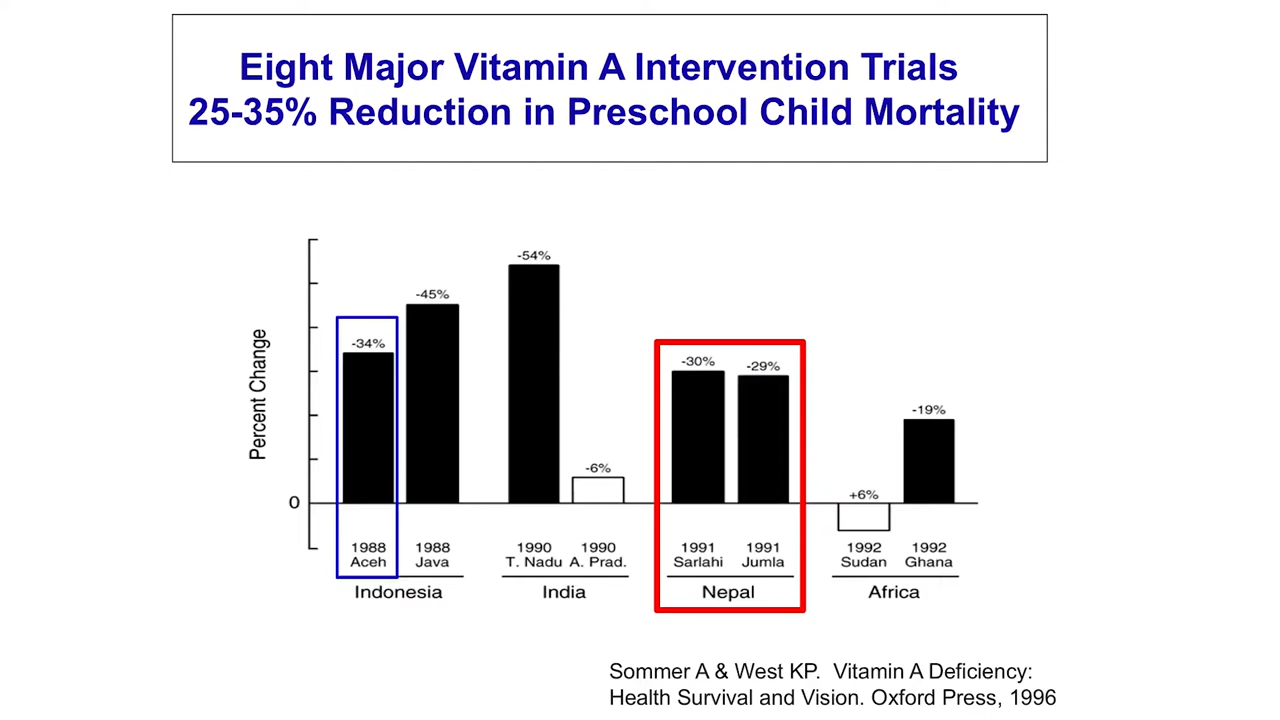 Eight Major Vitamin A Intervention Trials
25-35% Reduction in Preschool Child Mortality
Percent Change
0
-34%
-45%
-54%
-6%
-30%
-29%
+6%
-19%
1988 1988 1990 1990 1991 1991 1992 1992
Aceh Java T. Nadu A. Prad. Sarlahi Jumla Sudan Ghana
Indonesia India Nepal Africa
Sommer A & West KP. Vitamin A Deficiency:
Health Survival and Vision. Oxford Press, 1996